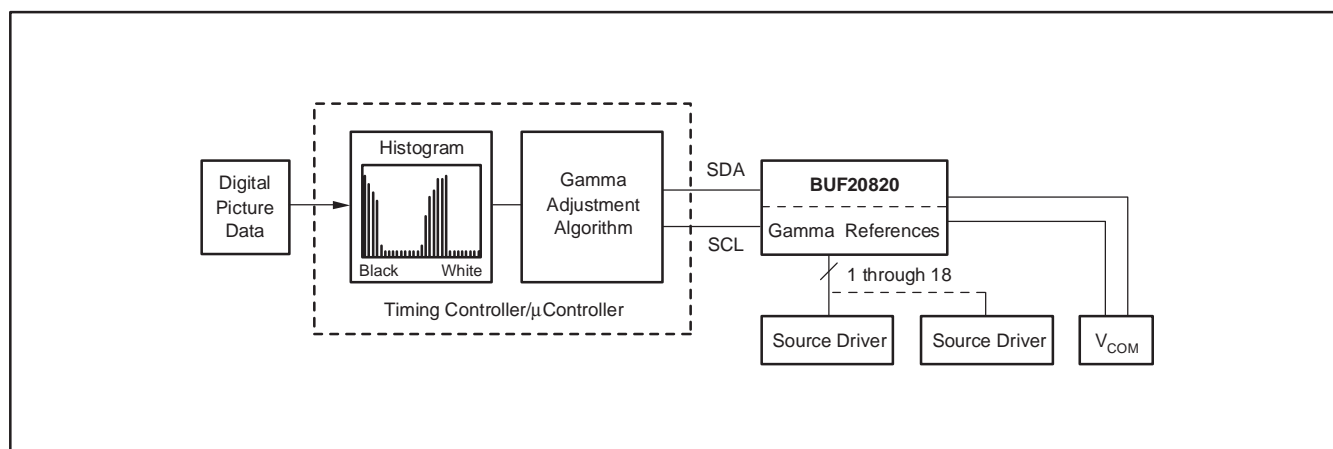 Digital
Picture
Data
Histogram
Black White
Gamma
Adjustment
Algorithm
Timing Controller/μController
SDA
SCL
BUF20820
Gamma References
1 through 18
Source Driver
Source Driver
VCOM